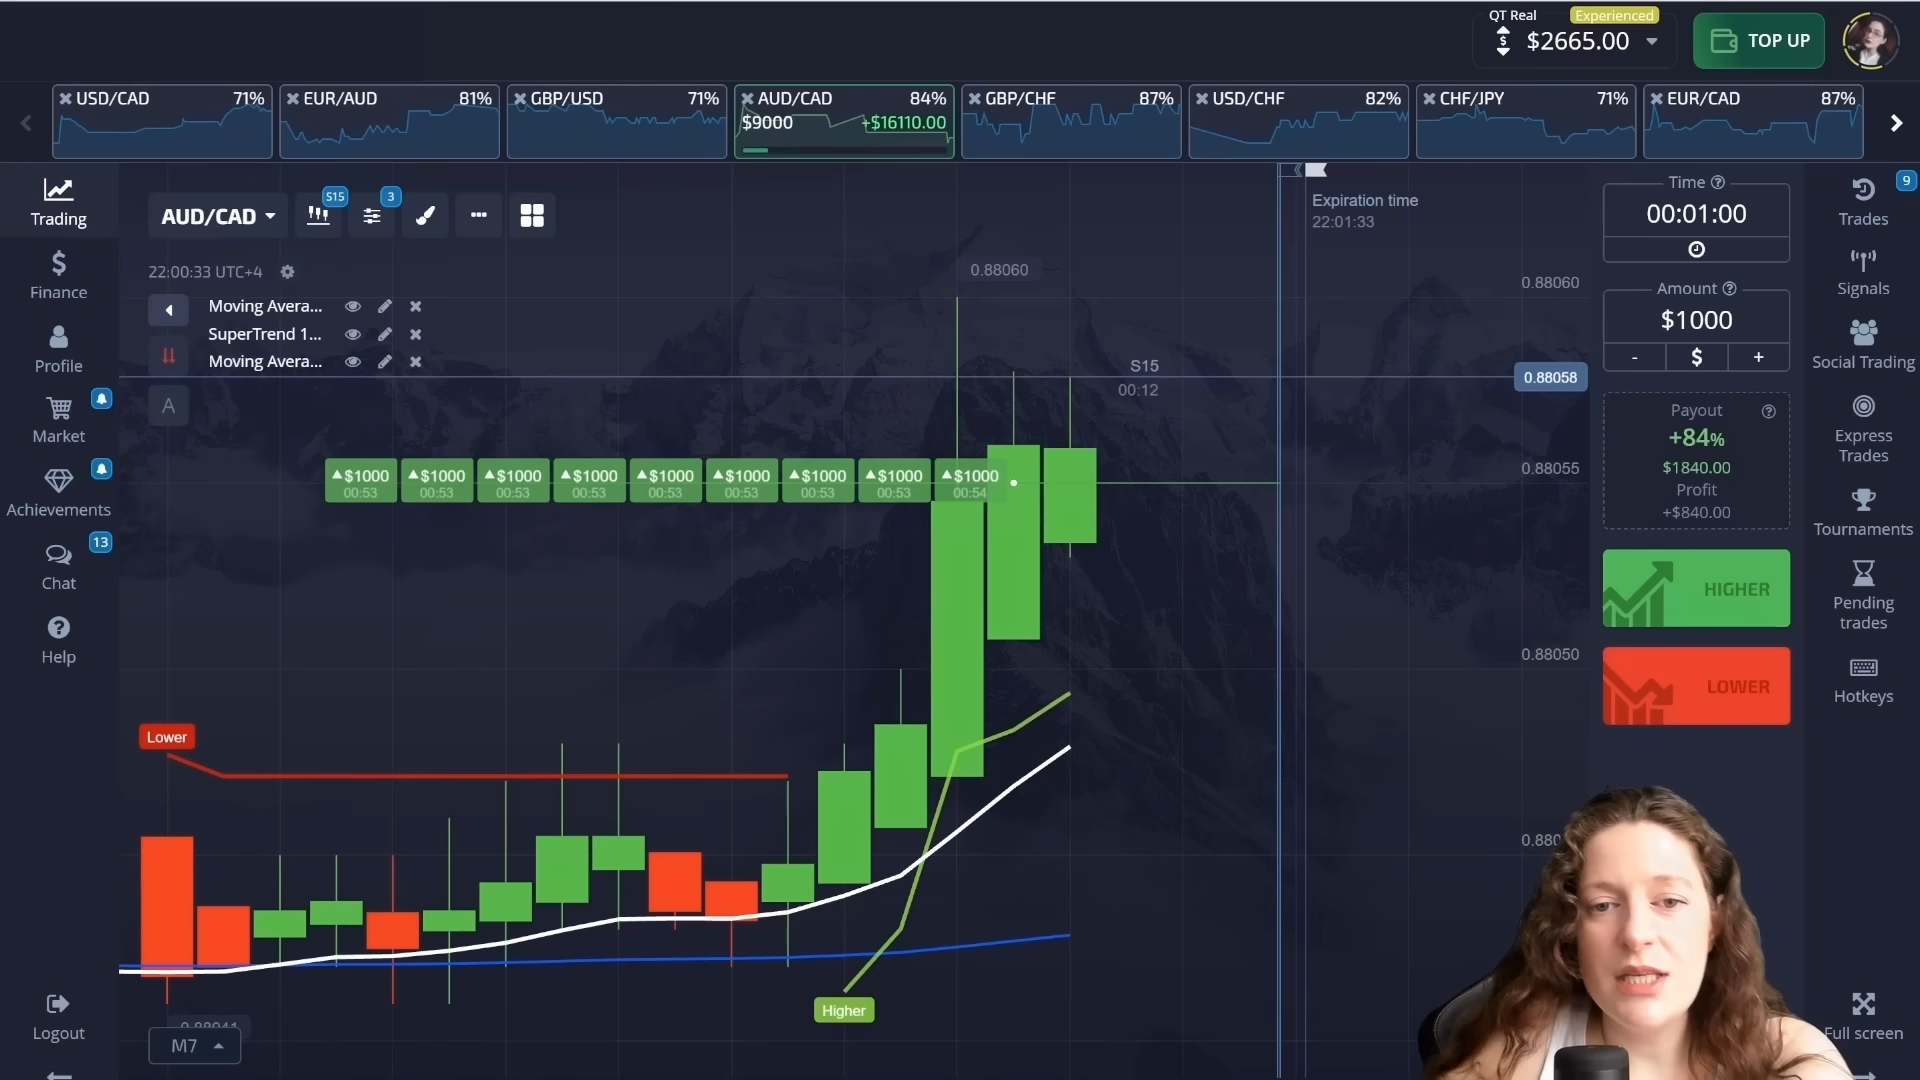 QT Real
Experienced
$2665.00
TOP UP
USD/CAD 71%
EUR/AUD 81%
GBP/USD 71%
AUD/CAD 84%
$9000 +$16110.00
GBP/CHF 87%
USD/CHF 82%
CHF/JPY 71%
EUR/CAD 87%
Trading
Finance
Profile
Market
Achievements
13
Chat
Help
Logout
AUD/CAD
S15
3
22:00:33 UTC+4
Moving Avera...
SuperTrend 1...
Moving Avera...
A
Expiration time
22:01:33
0.88060
0.88060
S15
00:12
0.88058
0.88055
0.88050
$1000 $1000 $1000 $1000 $1000 $1000 $1000 $1000 $1000
00:53 00:53 00:53 00:53 00:53 00:53 00:53 00:53 00:54
Lower
Higher
M7
Time
00:01:00
Amount
$1000
- $ +
Payout
+84%
$1840.00
Profit
+$840.00
HIGHER
LOWER
9
Trades
Signals
Social Trading
Express
Trades
Tournaments
Pending
trades
Hotkeys
Full screen